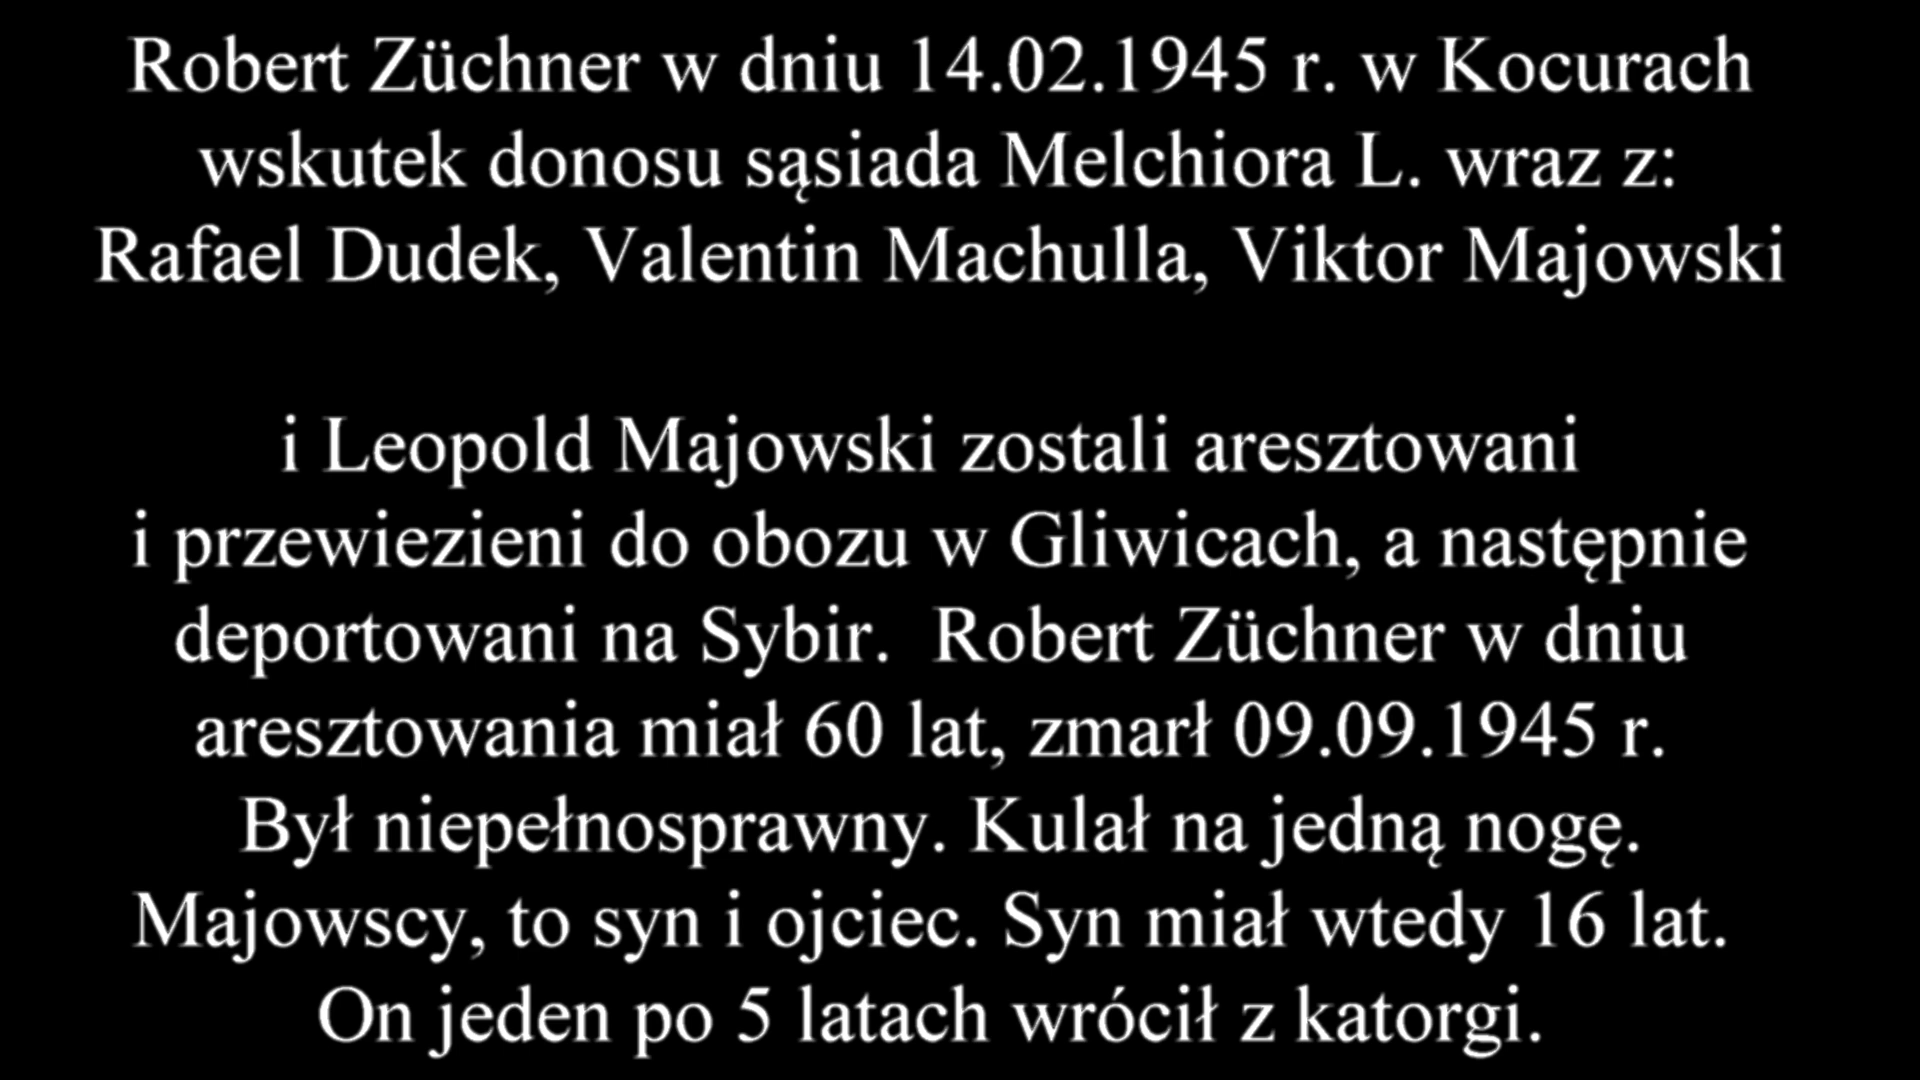 Robert Züchner w dniu 14.02.1945 r. w Kocurach
wskutek donosu sąsiada Melchiora L. wraz z:
Rafael Dudek, Valentin Machulla, Viktor Majowski
i Leopold Majowski zostali aresztowani
i przewiezieni do obozu w Gliwicach, a następnie
deportowani na Sybir. Robert Züchner w dniu
aresztowania miał 60 lat, zmarł 09.09.1945 r.
Był niepełnosprawny. Kulał na jedną nogę.
Majowscy, to syn i ojciec. Syn miał wtedy 16 lat.
On jeden po 5 latach wrócił z katorgi.